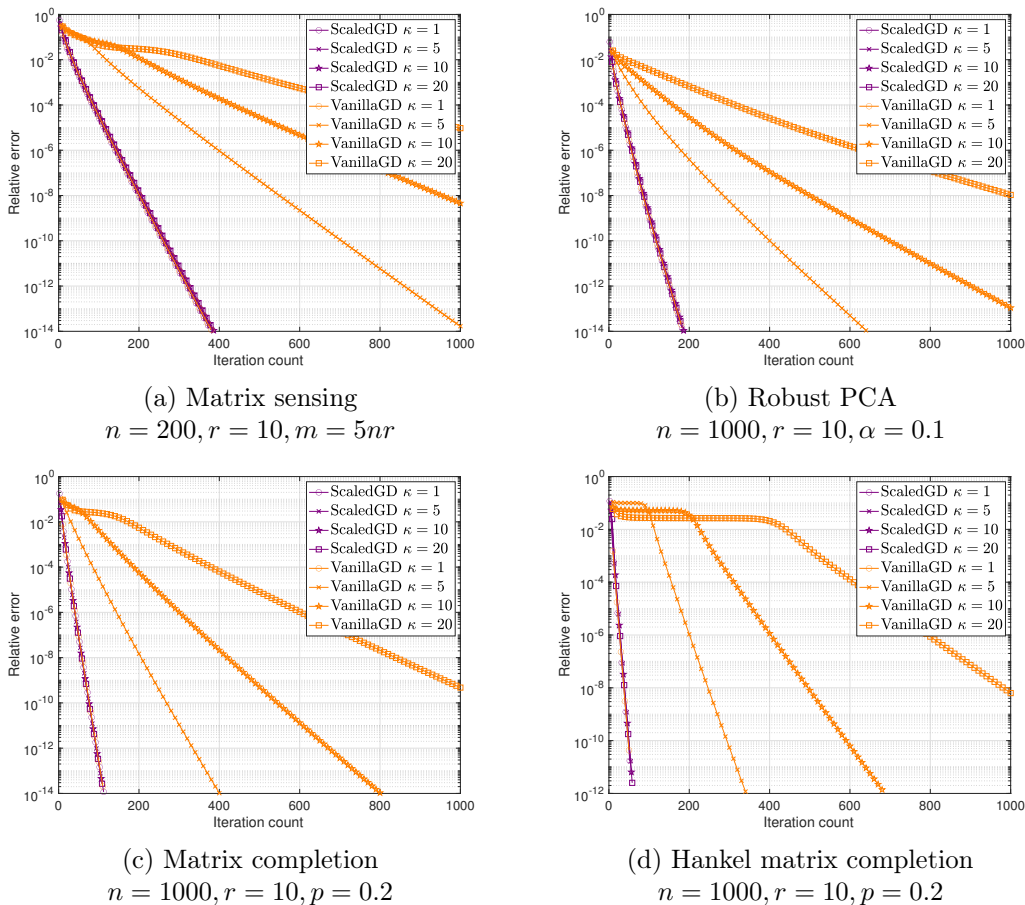 10^0
10^-2
10^-4
10^-6
10^-8
10^-10
10^-12
10^-14
Relative error
0 200 400 600 800 1000
Iteration count
ScaledGD κ = 1
ScaledGD κ = 5
ScaledGD κ = 10
ScaledGD κ = 20
VanillaGD κ = 1
VanillaGD κ = 5
VanillaGD κ = 10
VanillaGD κ = 20
(a) Matrix sensing
n = 200, r = 10, m = 5nr
10^0
10^-2
10^-4
10^-6
10^-8
10^-10
10^-12
10^-14
Relative error
0 200 400 600 800 1000
Iteration count
ScaledGD κ = 1
ScaledGD κ = 5
ScaledGD κ = 10
ScaledGD κ = 20
VanillaGD κ = 1
VanillaGD κ = 5
VanillaGD κ = 10
VanillaGD κ = 20
(b) Robust PCA
n = 1000, r = 10, α = 0.1
10^0
10^-2
10^-4
10^-6
10^-8
10^-10
10^-12
10^-14
Relative error
0 200 400 600 800 1000
Iteration count
ScaledGD κ = 1
ScaledGD κ = 5
ScaledGD κ = 10
ScaledGD κ = 20
VanillaGD κ = 1
VanillaGD κ = 5
VanillaGD κ = 10
VanillaGD κ = 20
(c) Matrix completion
n = 1000, r = 10, p = 0.2
10^0
10^-2
10^-4
10^-6
10^-8
10^-10
10^-12
Relative error
0 200 400 600 800 1000
Iteration count
ScaledGD κ = 1
ScaledGD κ = 5
ScaledGD κ = 10
ScaledGD κ = 20
VanillaGD κ = 1
VanillaGD κ = 5
VanillaGD κ = 10
VanillaGD κ = 20
(d) Hankel matrix completion
n = 1000, r = 10, p = 0.2